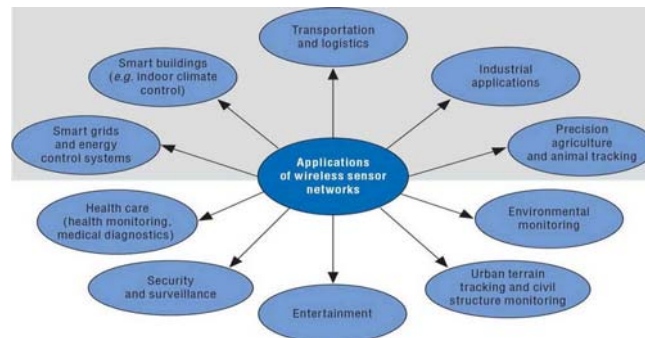 Transportation
and logistics
Smart buildings
(e.g. indoor climate
control)
Industrial
applications
Smart grids
and energy
control systems
Precision
agriculture
and animal tracking
Applications
of wireless sensor
networks
Health care
(health monitoring,
medical diagnostics)
Environmental
monitoring
Security
and surveillance
Urban terrain
tracking and civil
structure monitoring
Entertainment